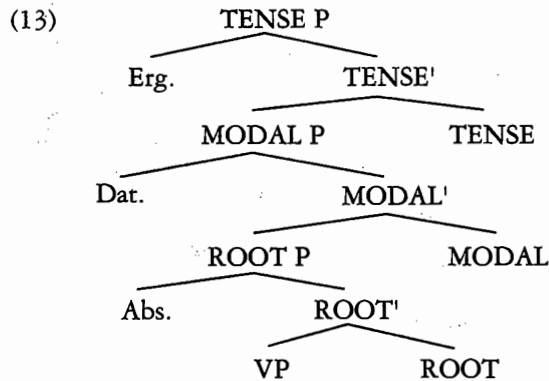 (13) TENSE P
Erg. TENSE'
MODAL P TENSE
Dat. MODAL'
ROOT P MODAL
Abs. ROOT'
VP ROOT